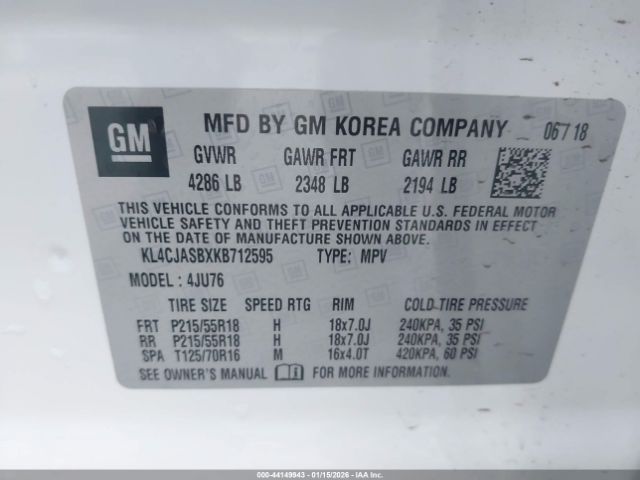 GM
MFD BY GM KOREA COMPANY 06/18
GVWR GAWR FRT GAWR RR
4286 LB 2348 LB 2194 LB
THIS VEHICLE CONFORMS TO ALL APPLICABLE U.S. FEDERAL MOTOR
VEHICLE SAFETY AND THEFT PREVENTION STANDARDS IN EFFECT
ON THE DATE OF MANUFACTURE SHOWN ABOVE.
KL4CJASBXKB712595 TYPE: MPV
MODEL : 4JU76
TIRE SIZE SPEED RTG RIM COLD TIRE PRESSURE
FRT P215/55R18 H 18x7.0J 240KPA, 35 PSI
RR P215/55R18 H 18x7.0J 240KPA, 35 PSI
SPA T125/70R16 M 16x4.0T 420KPA, 60 PSI
SEE OWNER'S MANUAL FOR MORE INFORMATION.
000-44149943 - 01/15/2026 - IAAI.CA